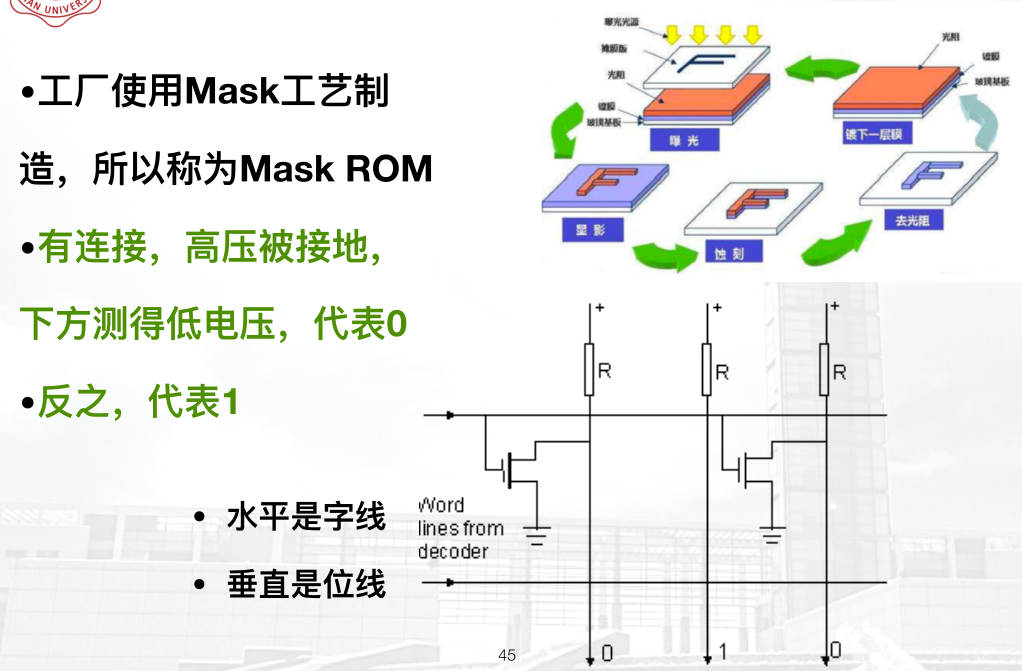 AN UNIVERS
•工厂使用Mask工艺制
造，所以称为Mask ROM
•有连接，高压被接地，
下方测得低电压，代表0
•反之，代表1
• 水平是字线
• 垂直是位线
曝光光源
掩膜版
光阻
镀膜
玻璃基板
曝 光
光阻
镀膜
玻璃基板
镀下一层膜
显 影
蚀 刻
去光阻
+ + +
R R R
Word
lines from
decoder
0 1 0
45